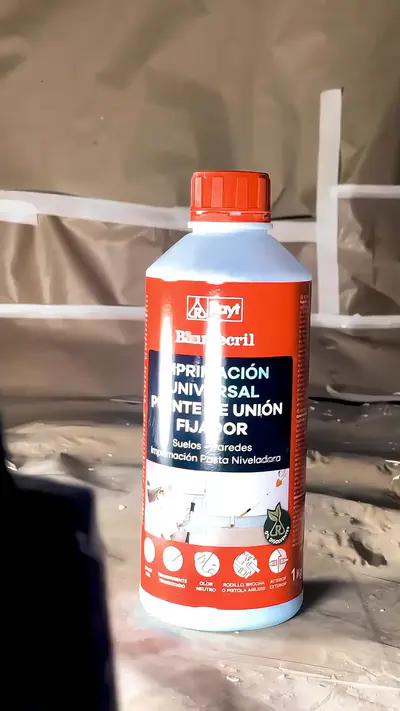 Rayt
IMPRIMACIÓN
UNIVERSAL
PUENTE DE UNIÓN
FIJADOR
Suelos - Paredes
Imprimación Pasta Niveladora
OLOR
NEUTRO
RODILLO, BROCHA
O PISTOLA AIRLESS
INTERIOR
EXTERIOR